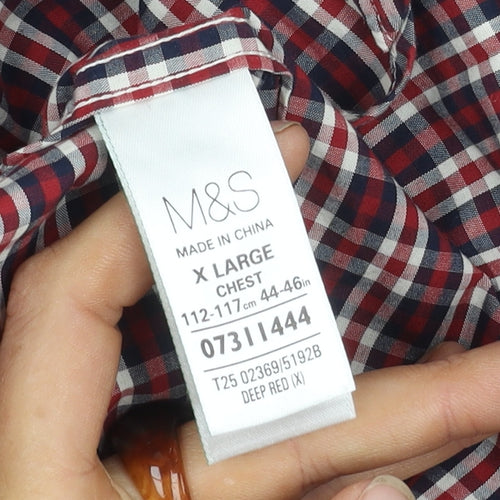 M&S
MADE IN CHINA
X LARGE
CHEST
112-117cm 44-46in
07311444
T25 02369/5192B
DEEP RED (X)